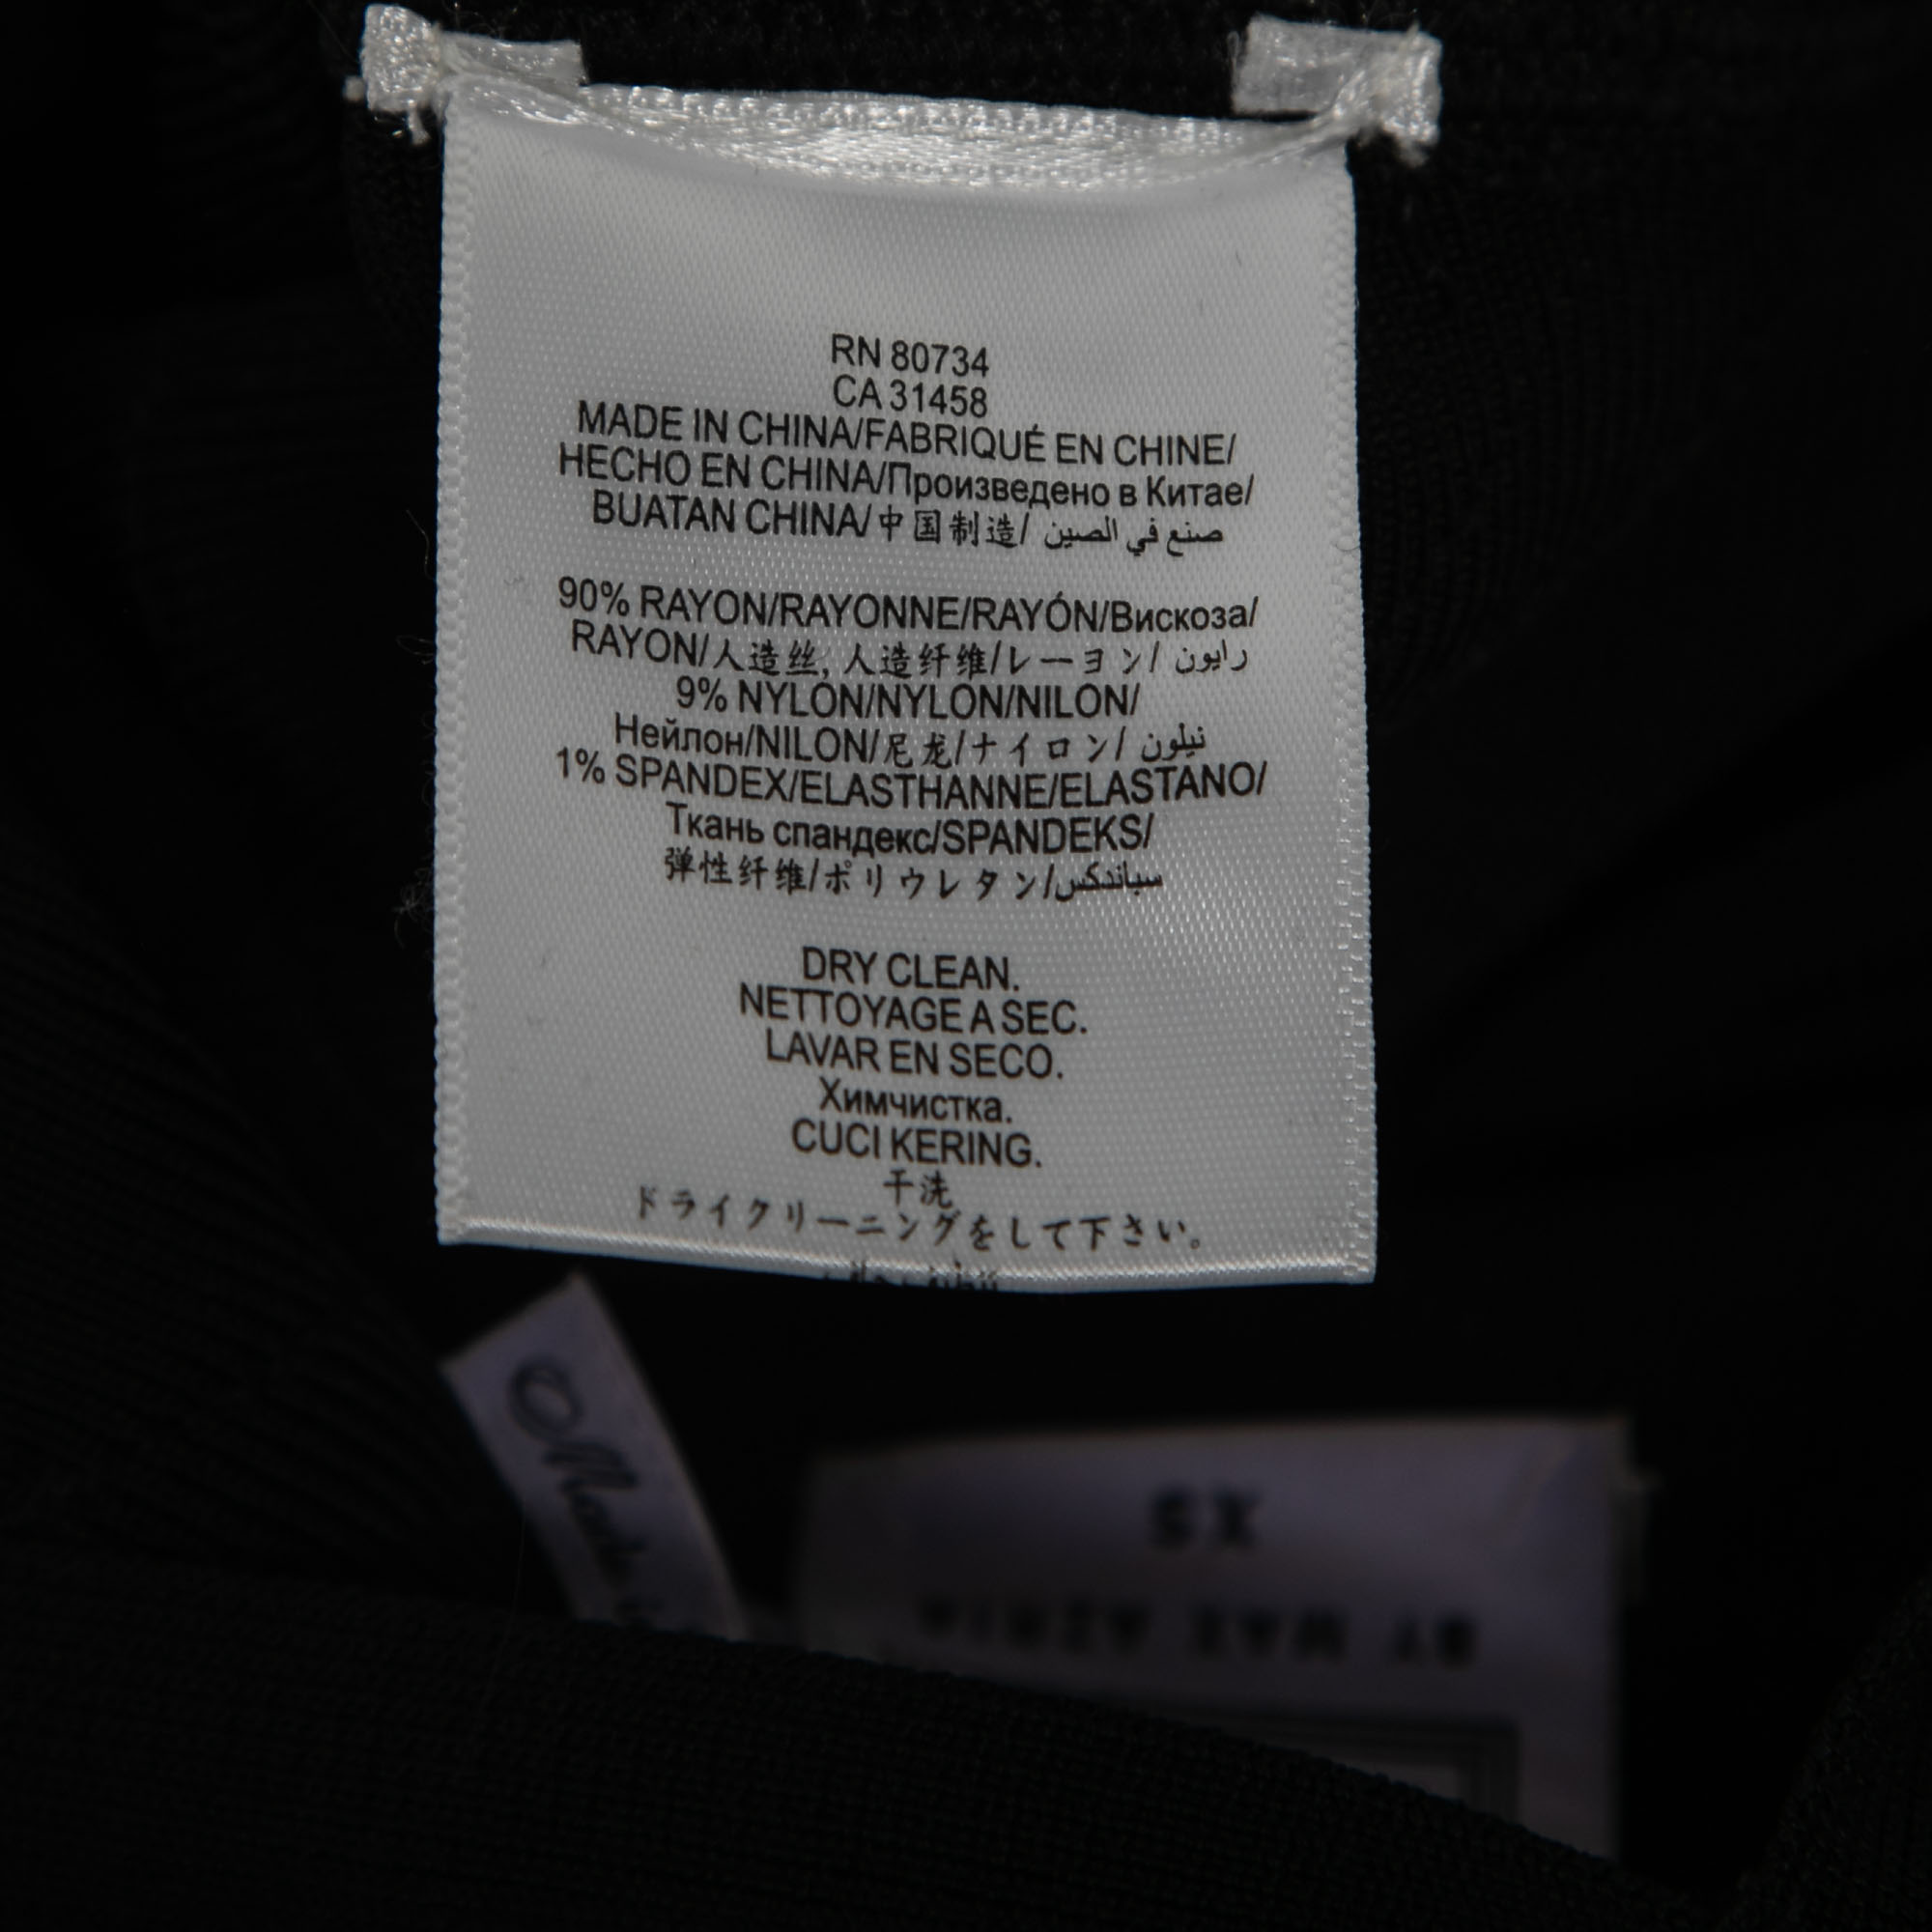 RN 80734
CA 31458
MADE IN CHINA/FABRIQUÉ EN CHINE/
HECHO EN CHINA/Произведено в Китае/
BUATAN CHINA/中国制造/ صنع في الصين
90% RAYON/RAYONNE/RAYÓN/Вискоза/
RAYON/人造丝, 人造纤维/レーヨン/ رايون
9% NYLON/NYLON/NILÓN/
Нейлон/NILON/尼龙/ナイロン/ نيلون
1% SPANDEX/ELASTHANNE/ELASTANO/
Ткань спандекс/SPANDEKS/
弹性纤维/ポリウレタン/سباندكس
DRY CLEAN.
NETTOYAGE A SEC.
LAVAR EN SECO.
Химчистка.
CUCI KERING.
干洗
ドライクリーニングをして下さい。
Made
XS
BY MAX AZRIA